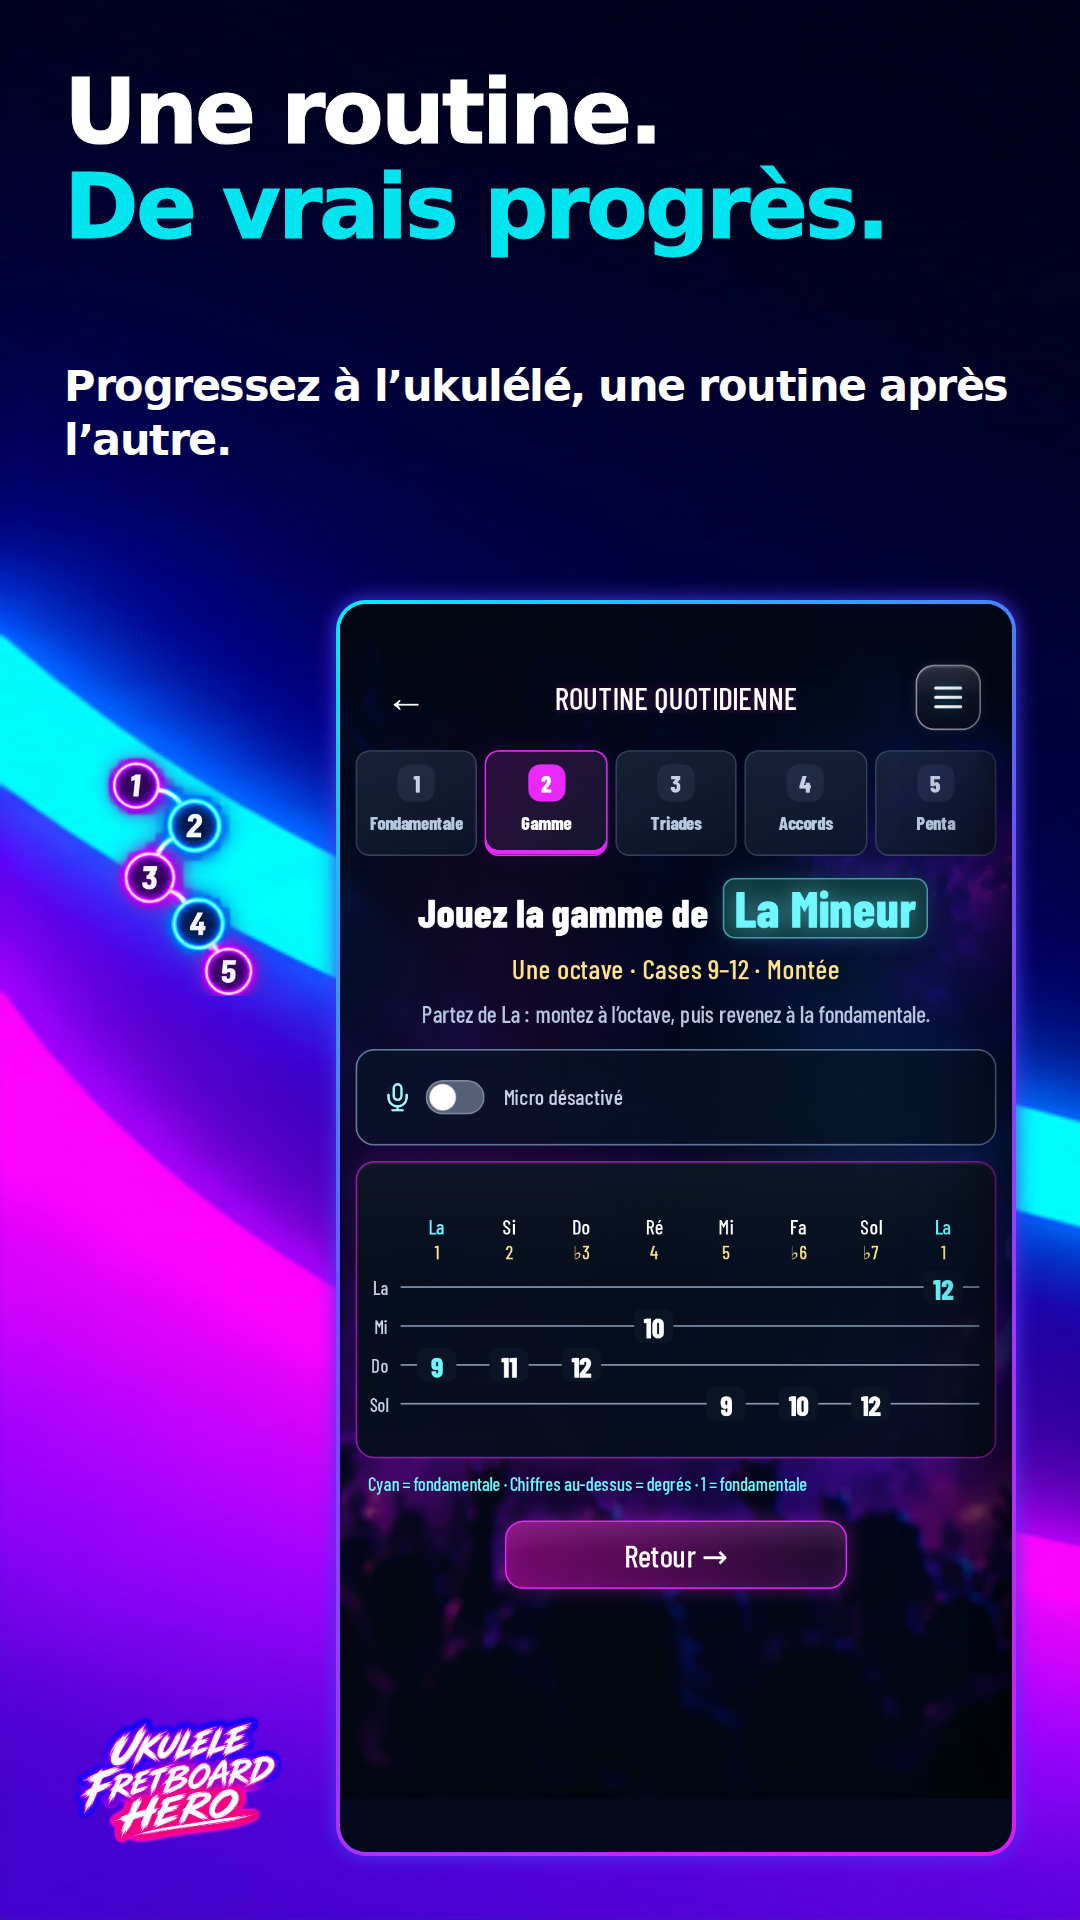 Une routine.
De vrais progrès.
Progressez à l’ukulélé, une routine après
l’autre.
← ROUTINE QUOTIDIENNE
1 2 3 4 5
Fondamentale Gamme Triades Accords Penta
1
2
3
4
5
Jouez la gamme de La Mineur
Une octave · Cases 9–12 · Montée
Partez de La : montez à l’octave, puis revenez à la fondamentale.
Micro désactivé
La Si Do Ré Mi Fa Sol La
1 2 ♭3 4 5 ♭6 ♭7 1
La 12
Mi 10
Do 9 11 12
Sol 9 10 12
Cyan = fondamentale · Chiffres au-dessus = degrés · 1 = fondamentale
Retour →
UKULELE
FRETBOARD
HERO